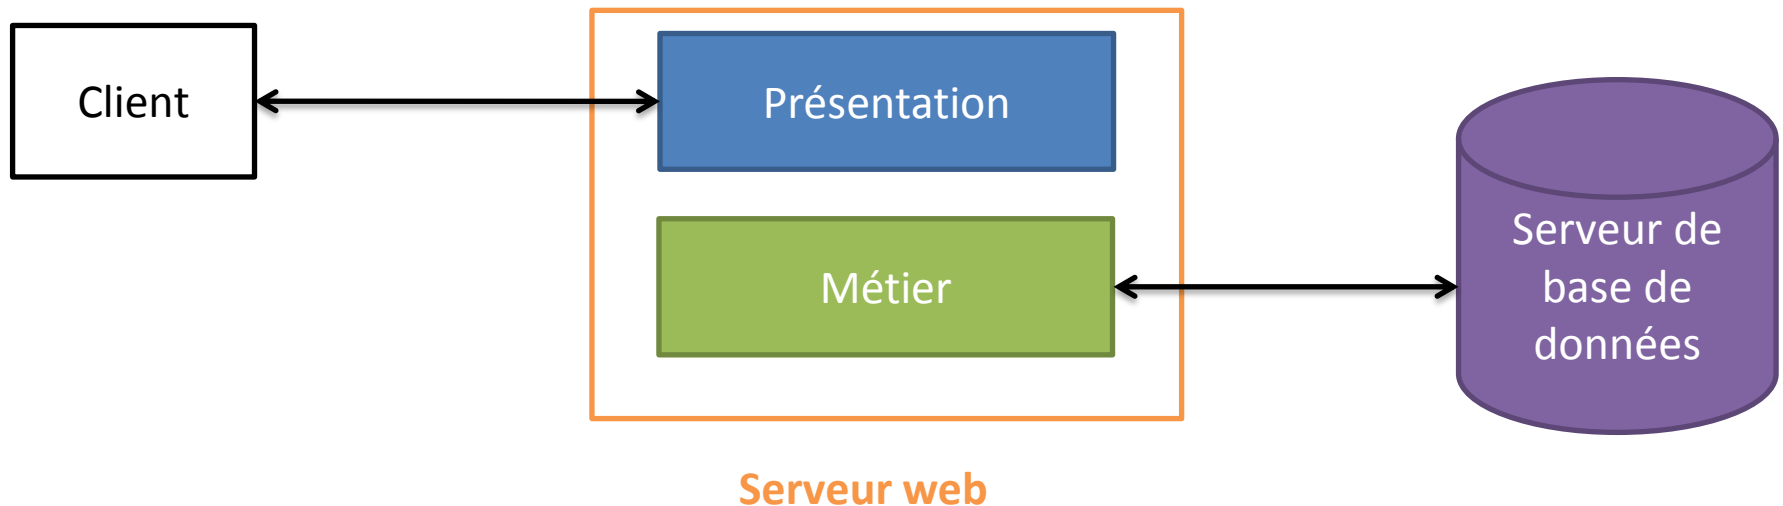 Client
Présentation
Métier
Serveur de
base de
données
Serveur web